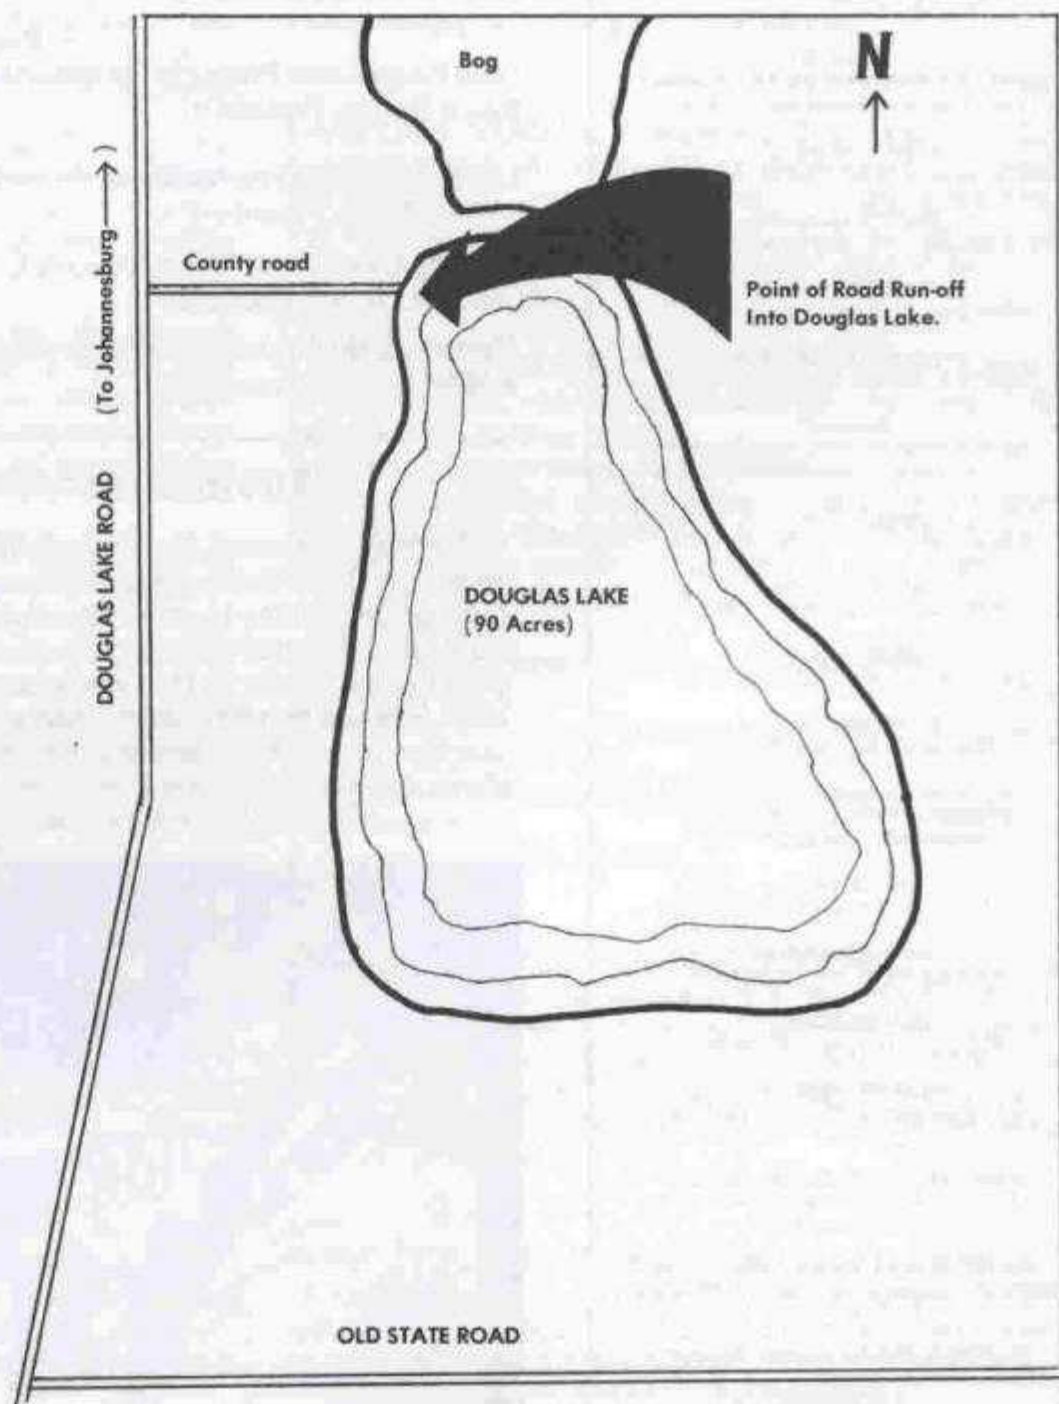 Bog
N
County road
Point of Road Run-off
Into Douglas Lake.
DOUGLAS LAKE ROAD (To Johannesburg⟶)
DOUGLAS LAKE
(90 Acres)
OLD STATE ROAD